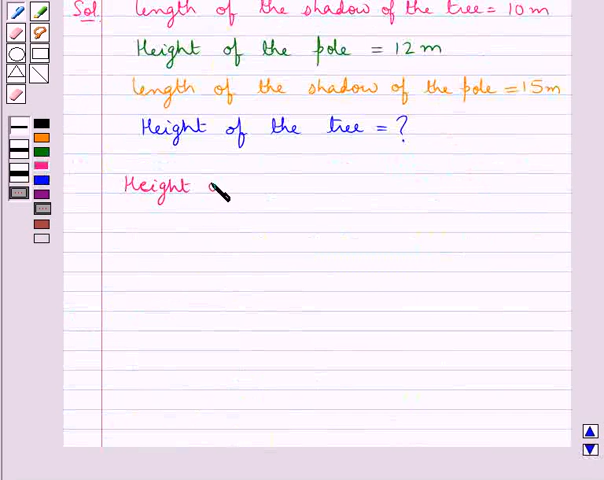 Sol. length of the shadow of the tree = 10 m
Height of the pole = 12 m
length of the shadow of the pole = 15 m
Height of the tree = ?
Height